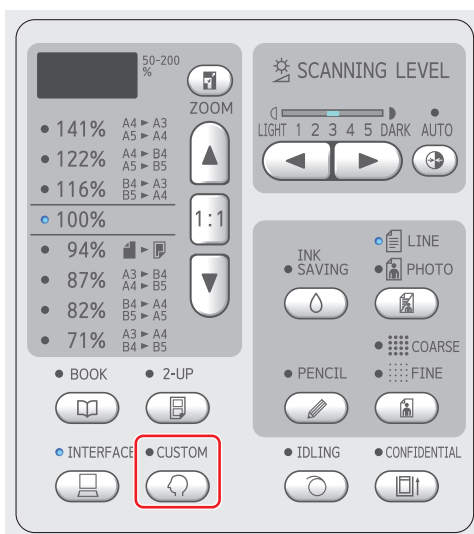 50-200
%
ZOOM
141% A4 ► A3
A5 ► A4
122% A4 ► B4
A5 ► B5
116% B4 ► A3
B5 ► A4
100%
1:1
94%
87% A3 ► B4
A4 ► B5
82% B4 ► A4
B5 ► A5
71% A3 ► A4
B4 ► B5
BOOK
2-UP
INTERFACE
CUSTOM
SCANNING LEVEL
LIGHT 1 2 3 4 5 DARK AUTO
INK
SAVING
LINE
PHOTO
COARSE
PENCIL
FINE
IDLING
CONFIDENTIAL